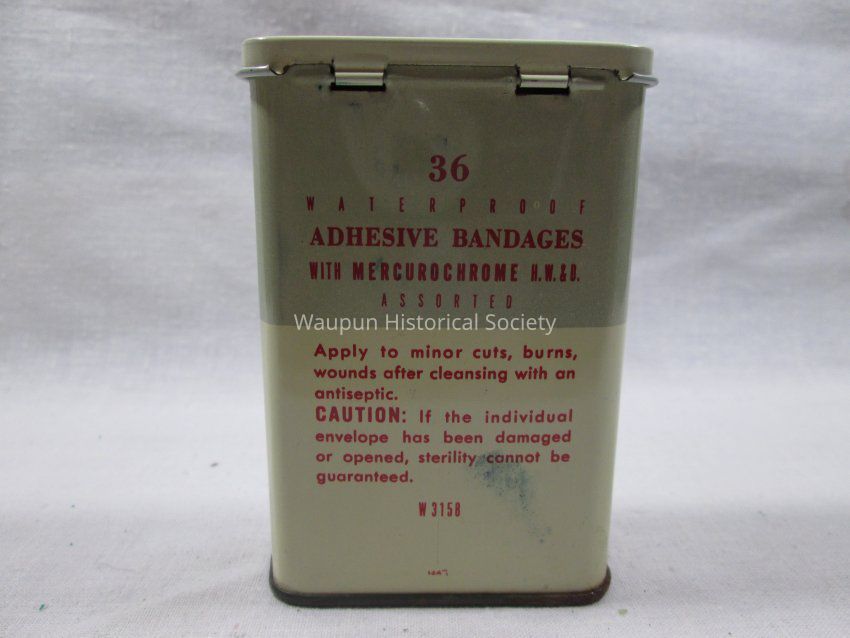 36
WATERPROOF
ADHESIVE BANDAGES
WITH MERCUROCHROME H.W.&D.
ASSORTED
Waupun Historical Society
Apply to minor cuts, burns,
wounds after cleansing with an
antiseptic.
CAUTION: If the individual
envelope has been damaged
or opened, sterility cannot be
guaranteed.
W315B